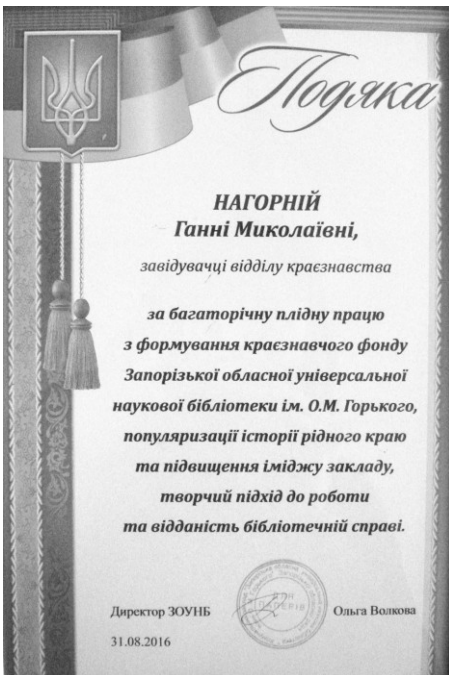 Подяка
НАГОРНІЙ
Ганні Миколаївні,
завідувачці відділу краєзнавства
за багаторічну плідну працю
з формування краєзнавчого фонду
Запорізької обласної універсальної
наукової бібліотеки ім. О.М. Горького,
популяризації історії рідного краю
та підвищення іміджу закладу,
творчий підхід до роботи
та відданість бібліотечній справі.
Директор ЗОУНБ
Ольга Волкова
31.08.2016
ДЛЯ
ПАПЕРІВ